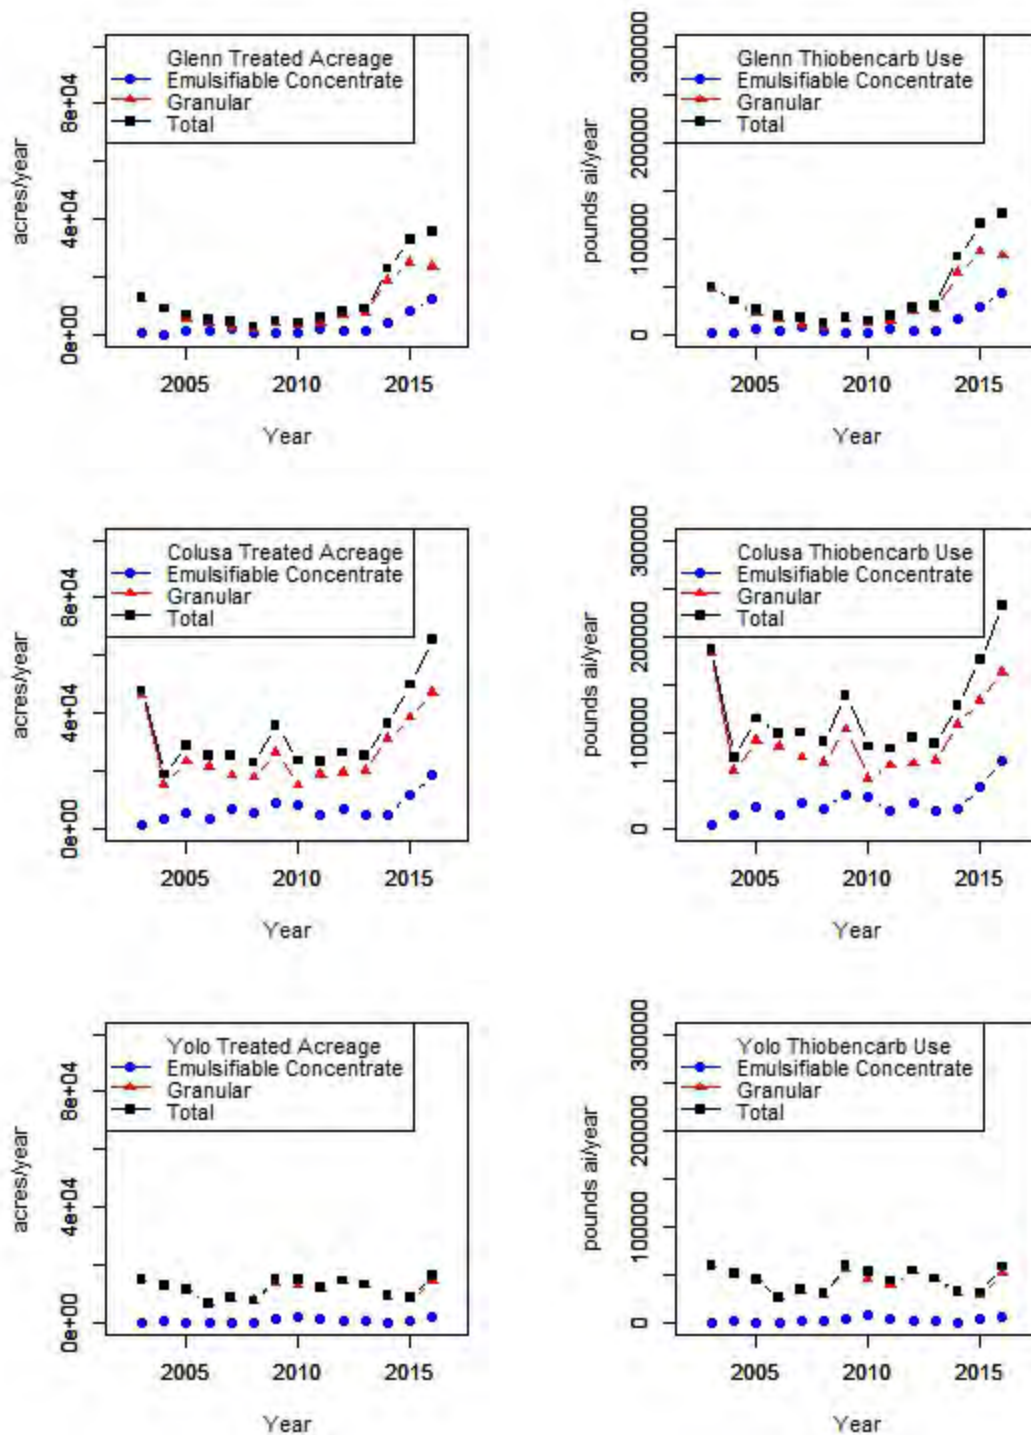 Glenn Treated Acreage
Emulsifiable Concentrate
Granular
Total
acres/year
0e+00 4e+04 8e+04
2005 2010 2015
Year
Glenn Thiobencarb Use
Emulsifiable Concentrate
Granular
Total
pounds ai/year
0 100000 200000 300000
2005 2010 2015
Year
Colusa Treated Acreage
Emulsifiable Concentrate
Granular
Total
acres/year
0e+00 4e+04 8e+04
2005 2010 2015
Year
Colusa Thiobencarb Use
Emulsifiable Concentrate
Granular
Total
pounds ai/year
0 100000 200000 300000
2005 2010 2015
Year
Yolo Treated Acreage
Emulsifiable Concentrate
Granular
Total
acres/year
0e+00 4e+04 8e+04
2005 2010 2015
Year
Yolo Thiobencarb Use
Emulsifiable Concentrate
Granular
Total
pounds ai/year
0 100000 200000 300000
2005 2010 2015
Year